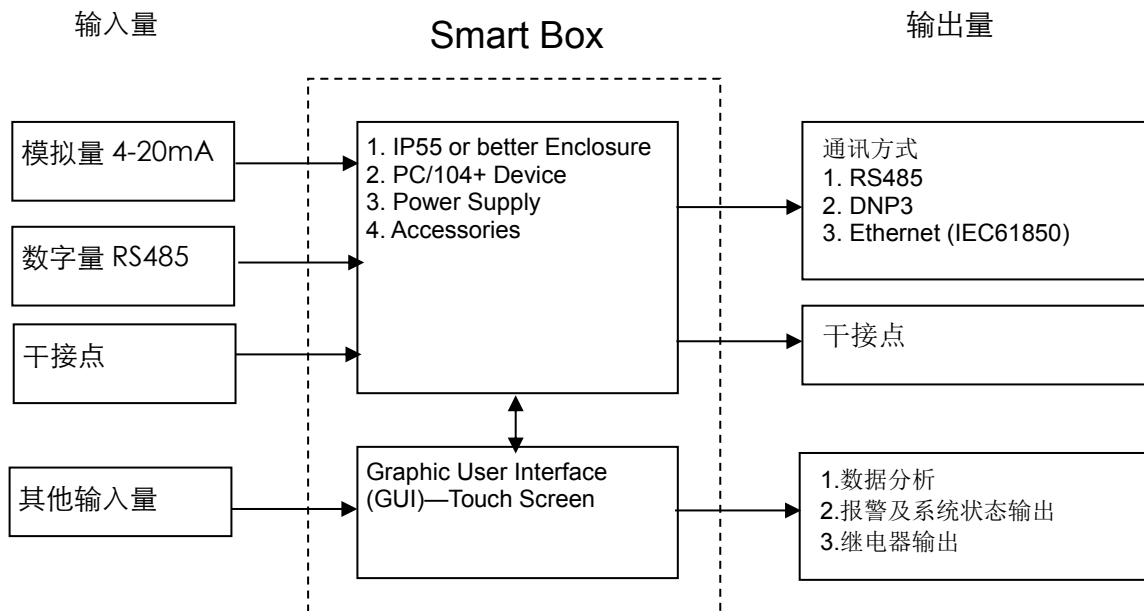 输入量
Smart Box
输出量
模拟量 4-20mA
数字量 RS485
干接点
其他输入量
1. IP55 or better Enclosure
2. PC/104+ Device
3. Power Supply
4. Accessories
Graphic User Interface
(GUI)—Touch Screen
通讯方式
1. RS485
2. DNP3
3. Ethernet (IEC61850)
干接点
1.数据分析
2.报警及系统状态输出
3.继电器输出